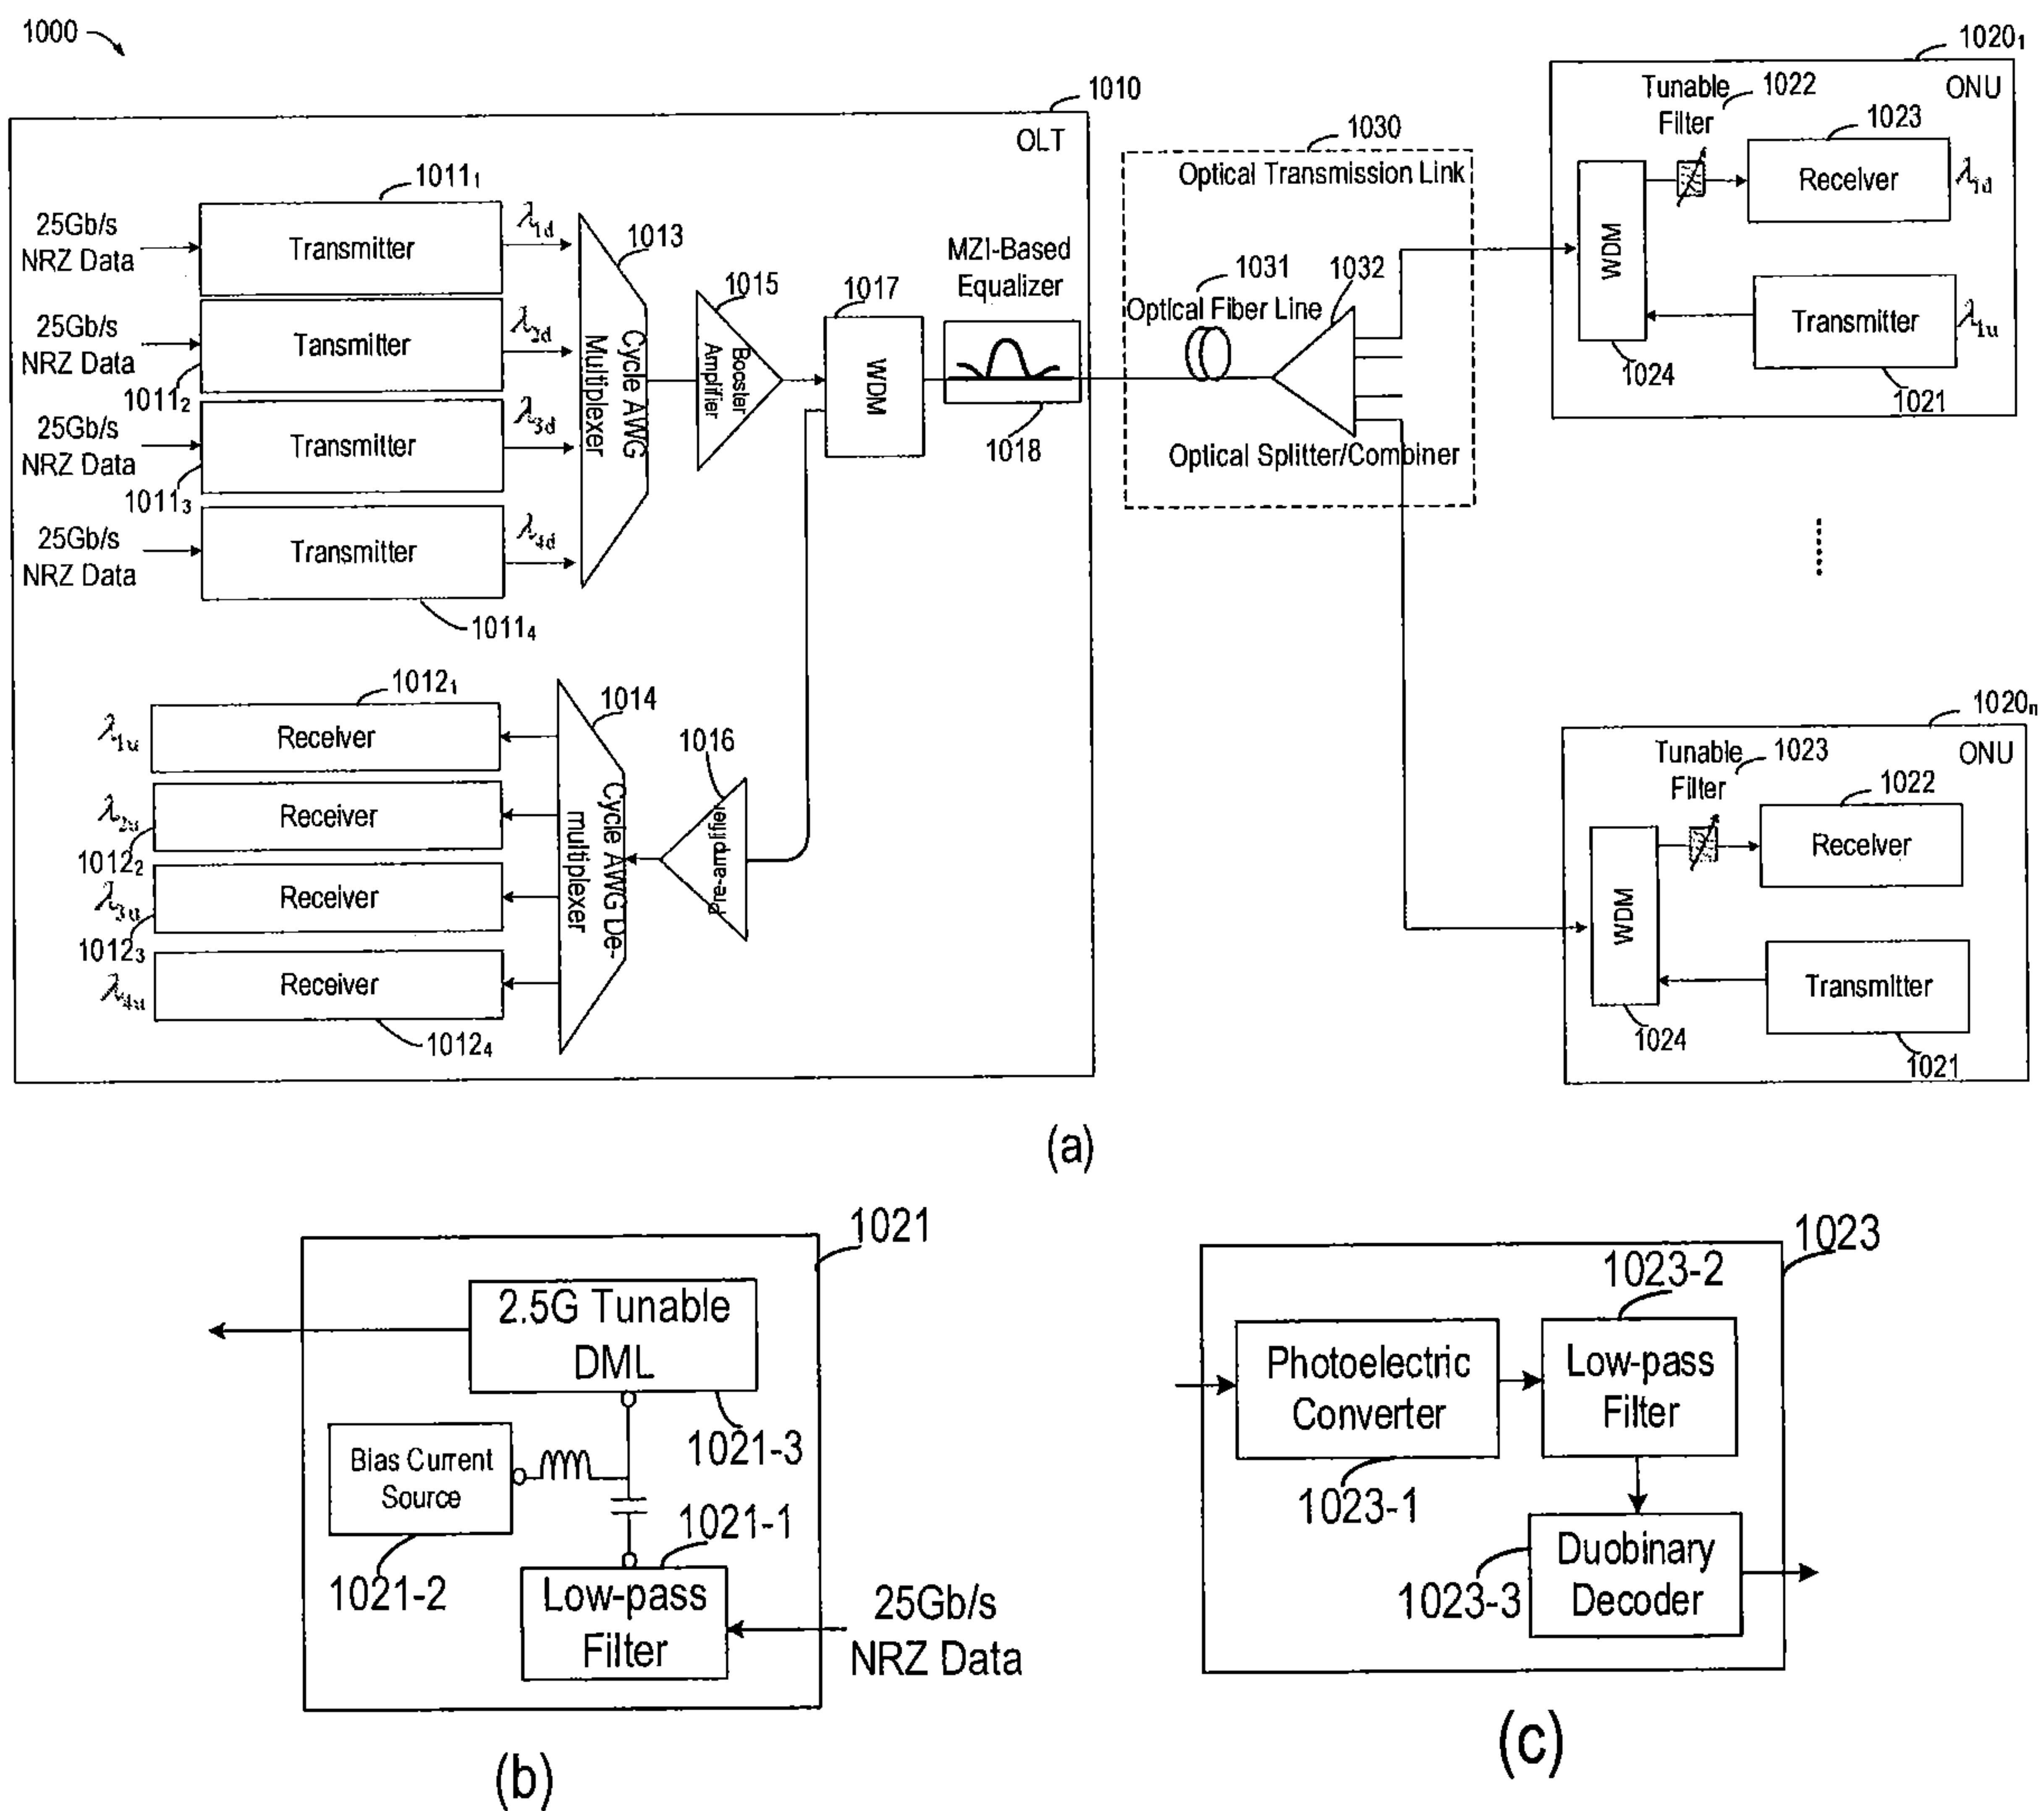 1000
1010
OLT
1011₁
25Gb/s
NRZ Data
Transmitter
λ1d
25Gb/s
NRZ Data
Tansmitter
λ2d
1011₂
25Gb/s
NRZ Data
Transmitter
λ3d
1011₃
25Gb/s
NRZ Data
Transmitter
λ4d
1011₄
1013
Cycle AWG
Multiplexer
1015
Booster
Amplifier
1017
WDM
MZI-Based
Equalizer
1018
1012₁
λ1u
Receiver
λ2u
Receiver
1012₂
λ3u
Receiver
1012₃
λ4u
Receiver
1012₄
1014
Cycle AWG De-
multiplexer
1016
Pre-amplifier
1030
Optical Transmission Link
1031
1032
Optical Fiber Line
Optical Splitter/Combiner
1020₁
ONU
Tunable
Filter
1022
1023
Receiver
λ1d
WDM
Transmitter
λ1u
1024
1021
1020n
ONU
Tunable
Filter
1023
1022
Receiver
WDM
Transmitter
1024
1021
(a)
1021
2.5G Tunable
DML
1021-3
Bias Current
Source
1021-2
1021-1
Low-pass
Filter
25Gb/s
NRZ Data
(b)
1023
1023-2
Photoelectric
Converter
1023-1
Low-pass
Filter
1023-3
Duobinary
Decoder
(c)